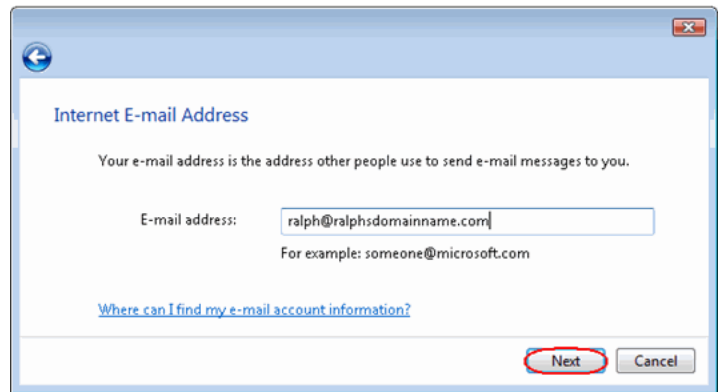 Internet E-mail Address
Your e-mail address is the address other people use to send e-mail messages to you.
E-mail address: ralph@ralphsdomainname.com
For example: someone@microsoft.com
Where can I find my e-mail account information?
Next Cancel